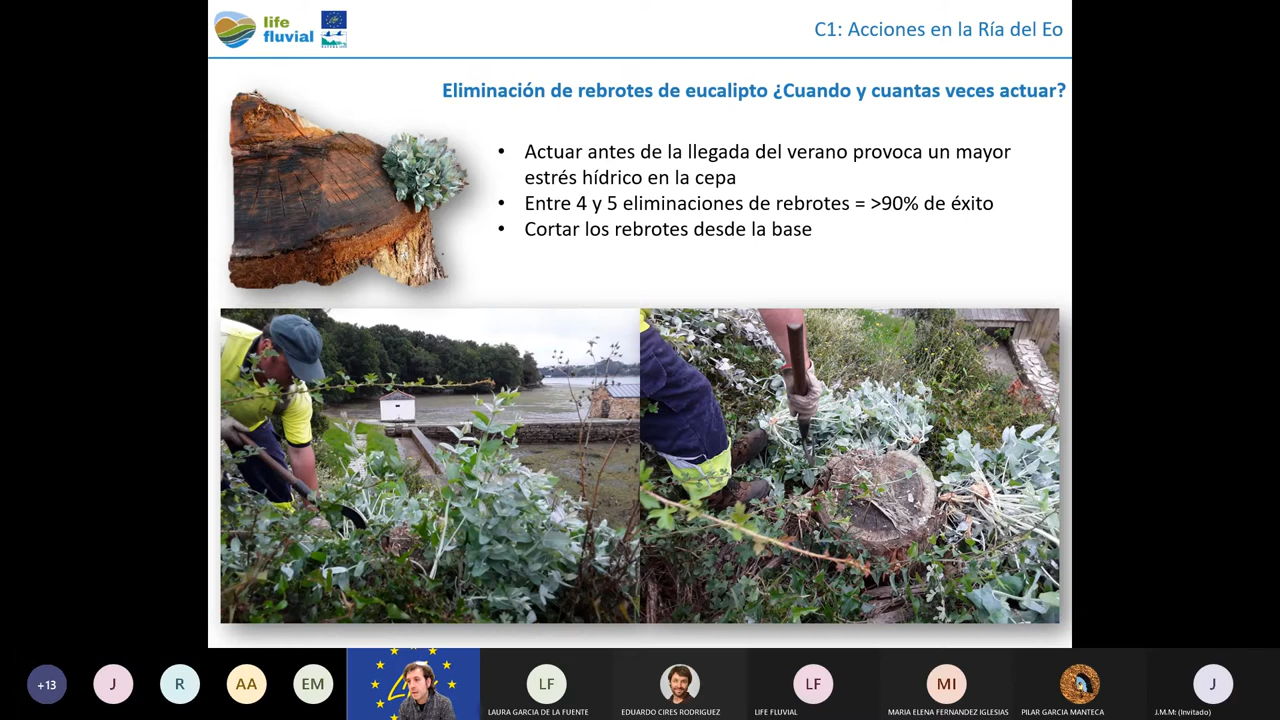 life
fluvial
C1: Acciones en la Ría del Eo
Eliminación de rebrotes de eucalipto ¿Cuando y cuantas veces actuar?
• Actuar antes de la llegada del verano provoca un mayor
estrés hídrico en la cepa
• Entre 4 y 5 eliminaciones de rebrotes = >90% de éxito
• Cortar los rebrotes desde la base
+13
J
R
AA
EM
LF
LF
MI
J
LAURA GARCIA DE LA FUENTE
EDUARDO CIRES RODRIGUEZ
LIFE FLUVIAL
MARIA ELENA FERNANDEZ IGLESIAS
PILAR GARCIA MANTECA
J.M.M: (Invitado)